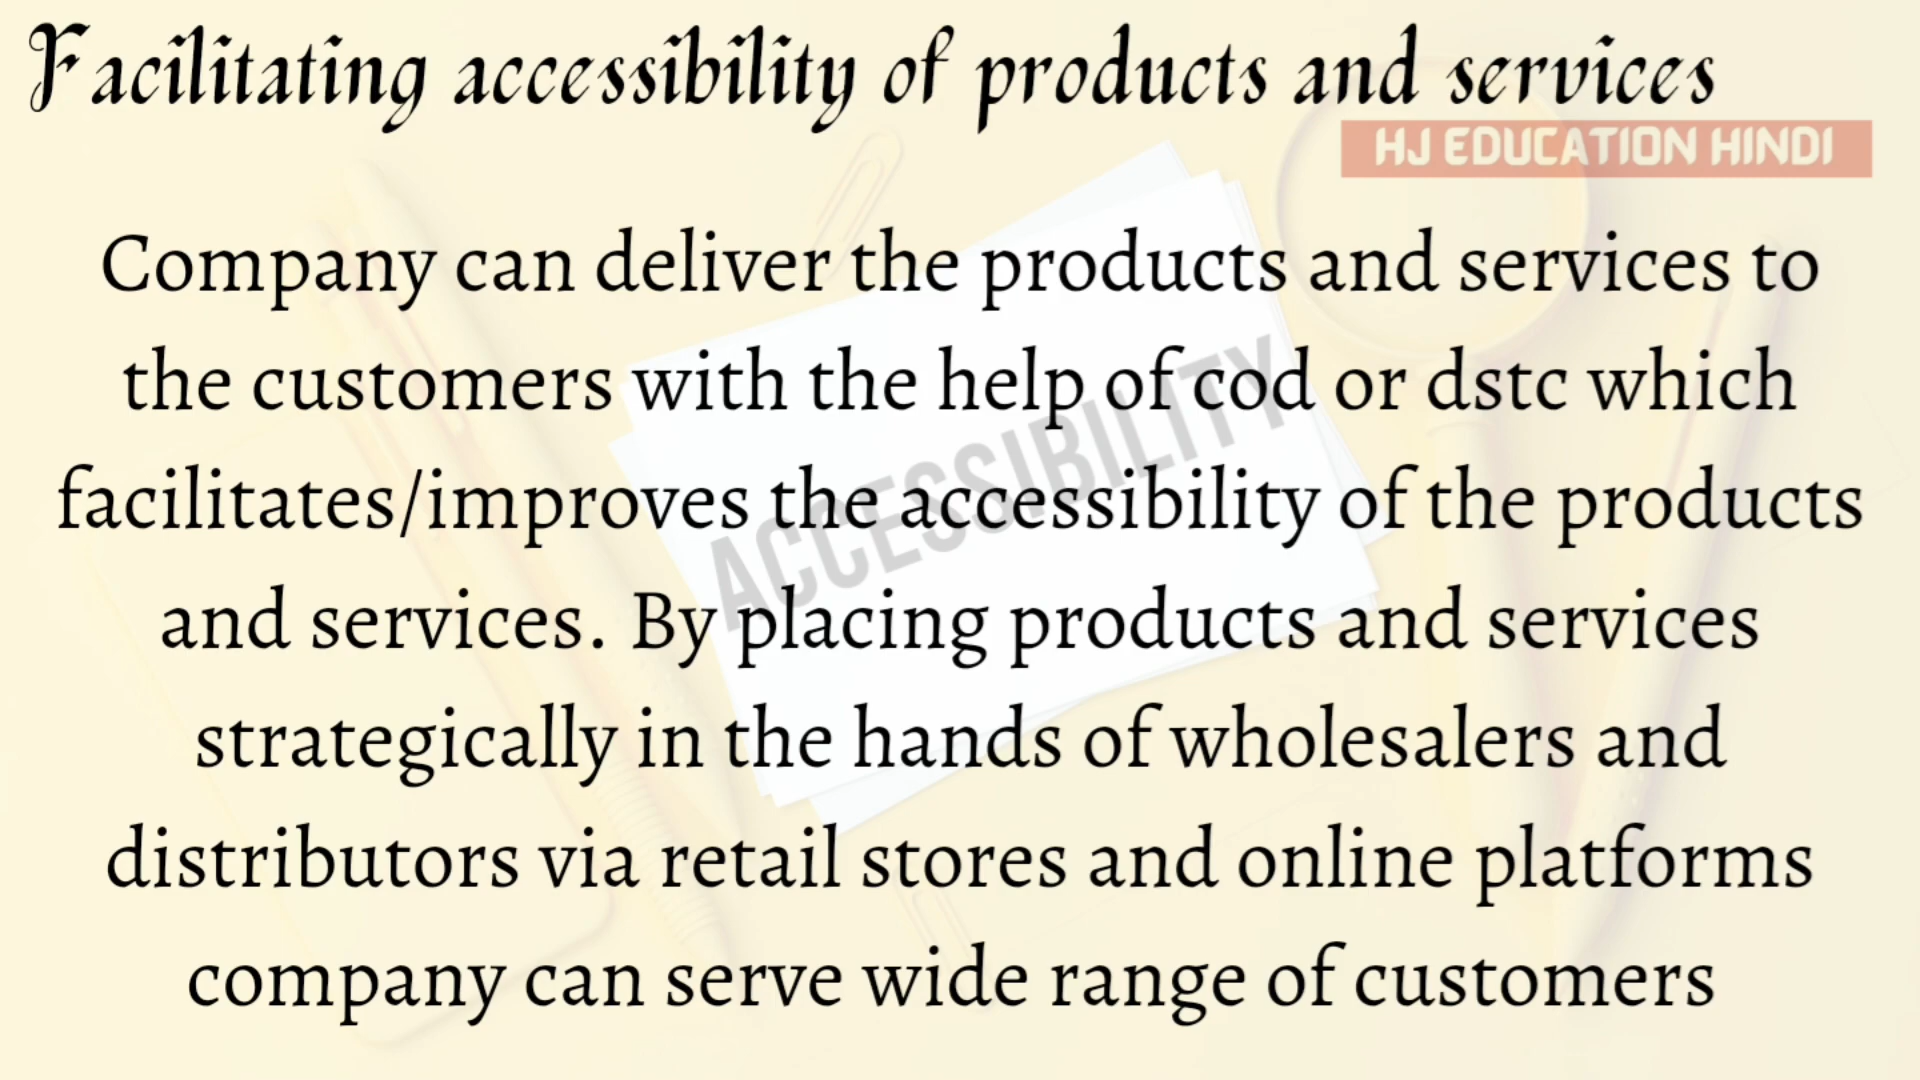 Facilitating accessibility of products and services
HJ EDUCATION HINDI
Company can deliver the products and services to
the customers with the help of cod or dstc which
facilitates/improves the accessibility of the products
and services. By placing products and services
strategically in the hands of wholesalers and
distributors via retail stores and online platforms
company can serve wide range of customers
ACCESSIBILITY